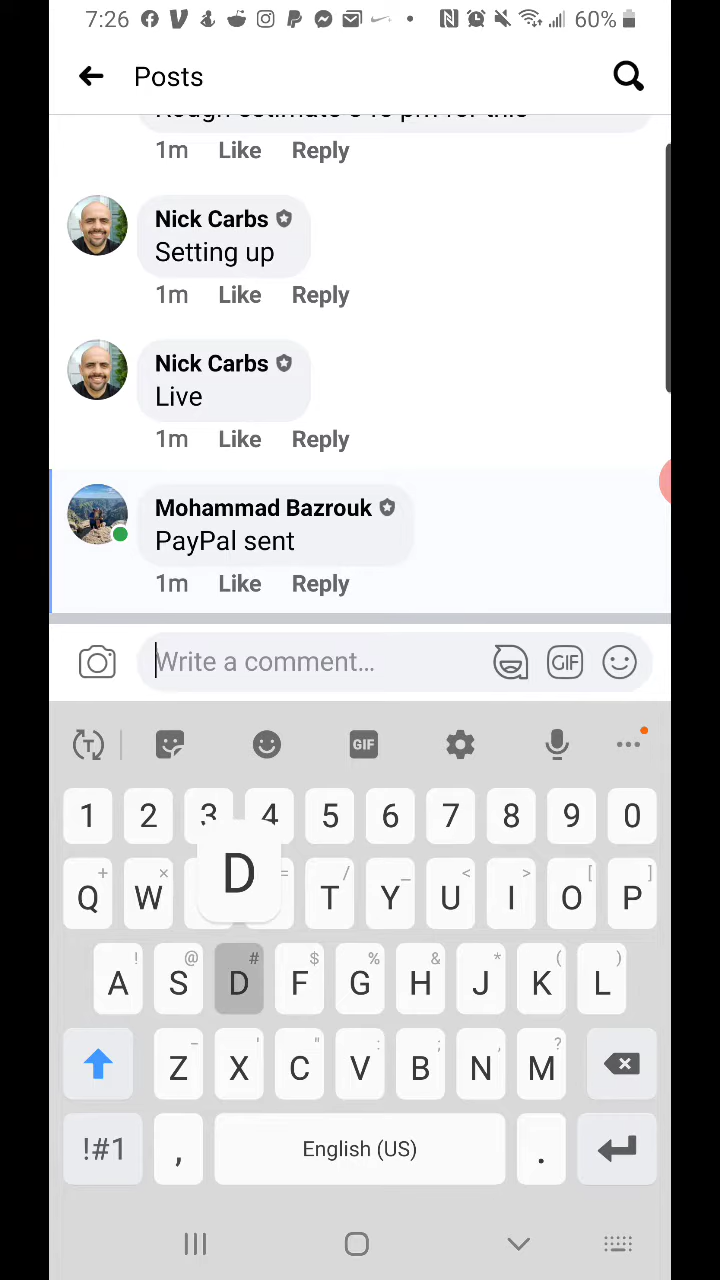 7:26 60%
Posts
1m Like Reply
Nick Carbs
Setting up
1m Like Reply
Nick Carbs
Live
1m Like Reply
Mohammad Bazrouk
PayPal sent
1m Like Reply
Write a comment...
GIF
T GIF
1 2 3 4 5 6 7 8 9 0
D
+ × = / _ < > [ ]
Q W T Y U I O P
! @ # $ % & * ( )
A S D F G H J K L
- ' " : ; , ?
Z X C V B N M
!#1 , English (US) .